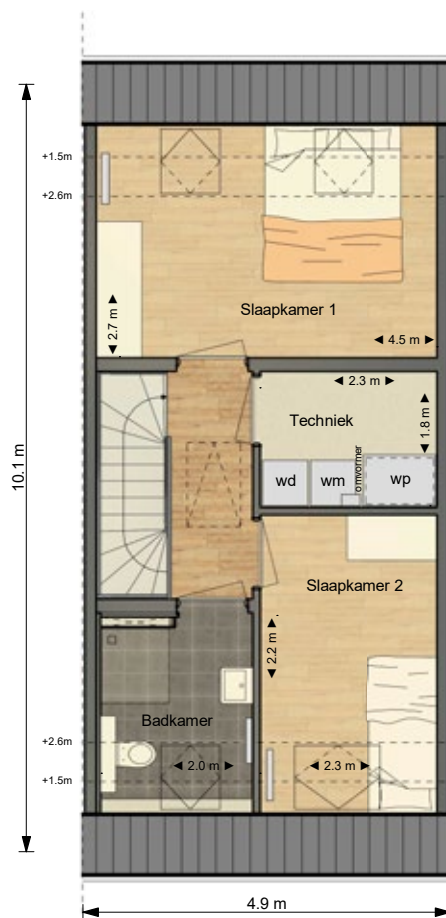 +1.5m
+2.6m
Slaapkamer 1
2.7 m
4.5 m
2.3 m
1.8 m
Techniek
omvormer
wd
wm
wp
10.1 m
Slaapkamer 2
2.2 m
Badkamer
+2.6m
2.0 m
2.3 m
+1.5m
4.9 m